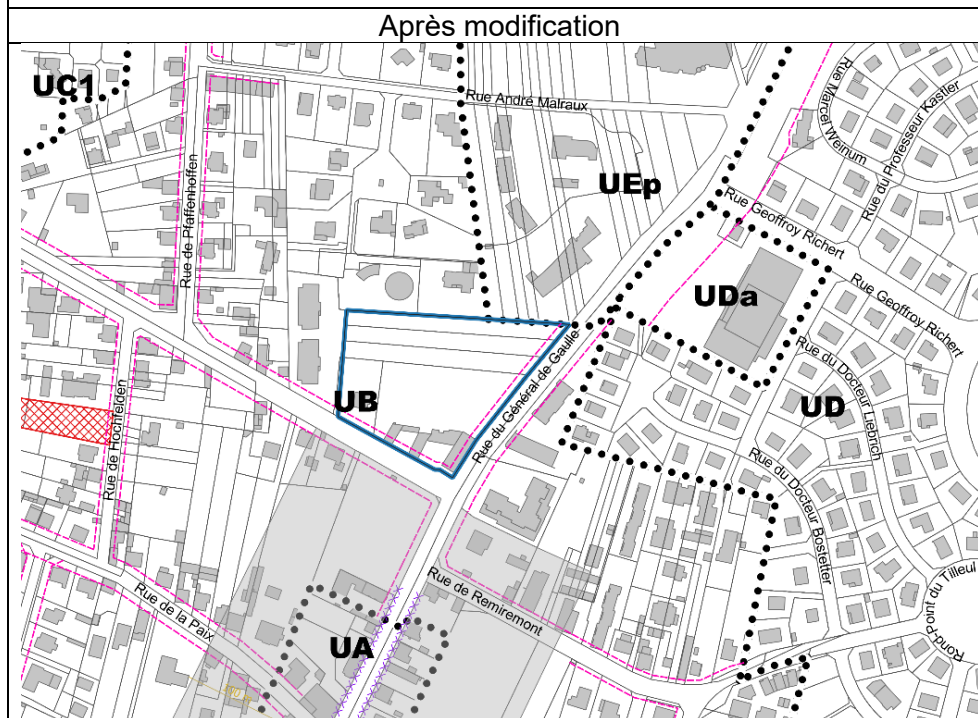 Après modification
UC1
Rue André Malraux
Rue Marcel Weinum
Rue du Professeur Kastler
Rue de Pfaffenhoffen
UEp
Rue Geoffroy Richert
UDa
Rue Geoffroy Richert
Rue du Général de Gaulle
Rue du Docteur Liebrich
UB
UD
Rue de Hochfelden
Rue du Docteur Bostetter
Rue de Remiremont
Rond-Point du Tilleul
Rue de la Paix
UA